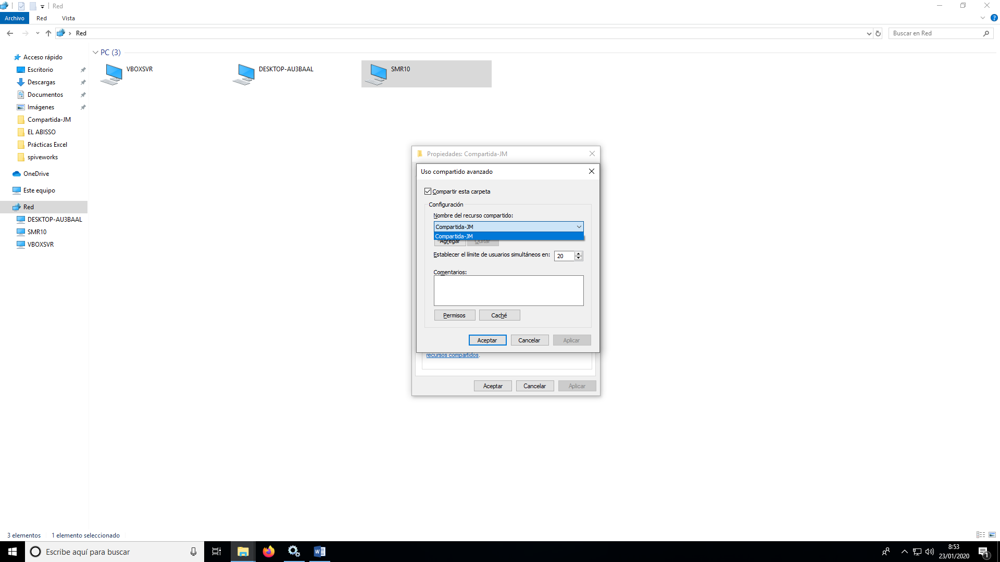 Red
Archivo
Red
Vista
Red
Buscar en Red
Acceso rápido
Escritorio
Descargas
Documentos
Imágenes
Compartida-JM
EL ABISSO
Prácticas Excel
spiveworks
OneDrive
Este equipo
Red
DESKTOP-AU3BAAL
SMR10
VBOXSVR
PC (3)
VBOXSVR
DESKTOP-AU3BAAL
SMR10
Propiedades: Compartida-JM
Uso compartido avanzado
Compartir esta carpeta
Configuración
Nombre del recurso compartido:
Compartida-JM
Compartida-JM
Agregar
Quitar
Establecer el límite de usuarios simultáneos en:
20
Comentarios:
Permisos
Caché
Aceptar
Cancelar
Aplicar
recursos compartidos.
Aceptar
Cancelar
Aplicar
3 elementos
1 elemento seleccionado
Escribe aquí para buscar
8:53
23/01/2020
1